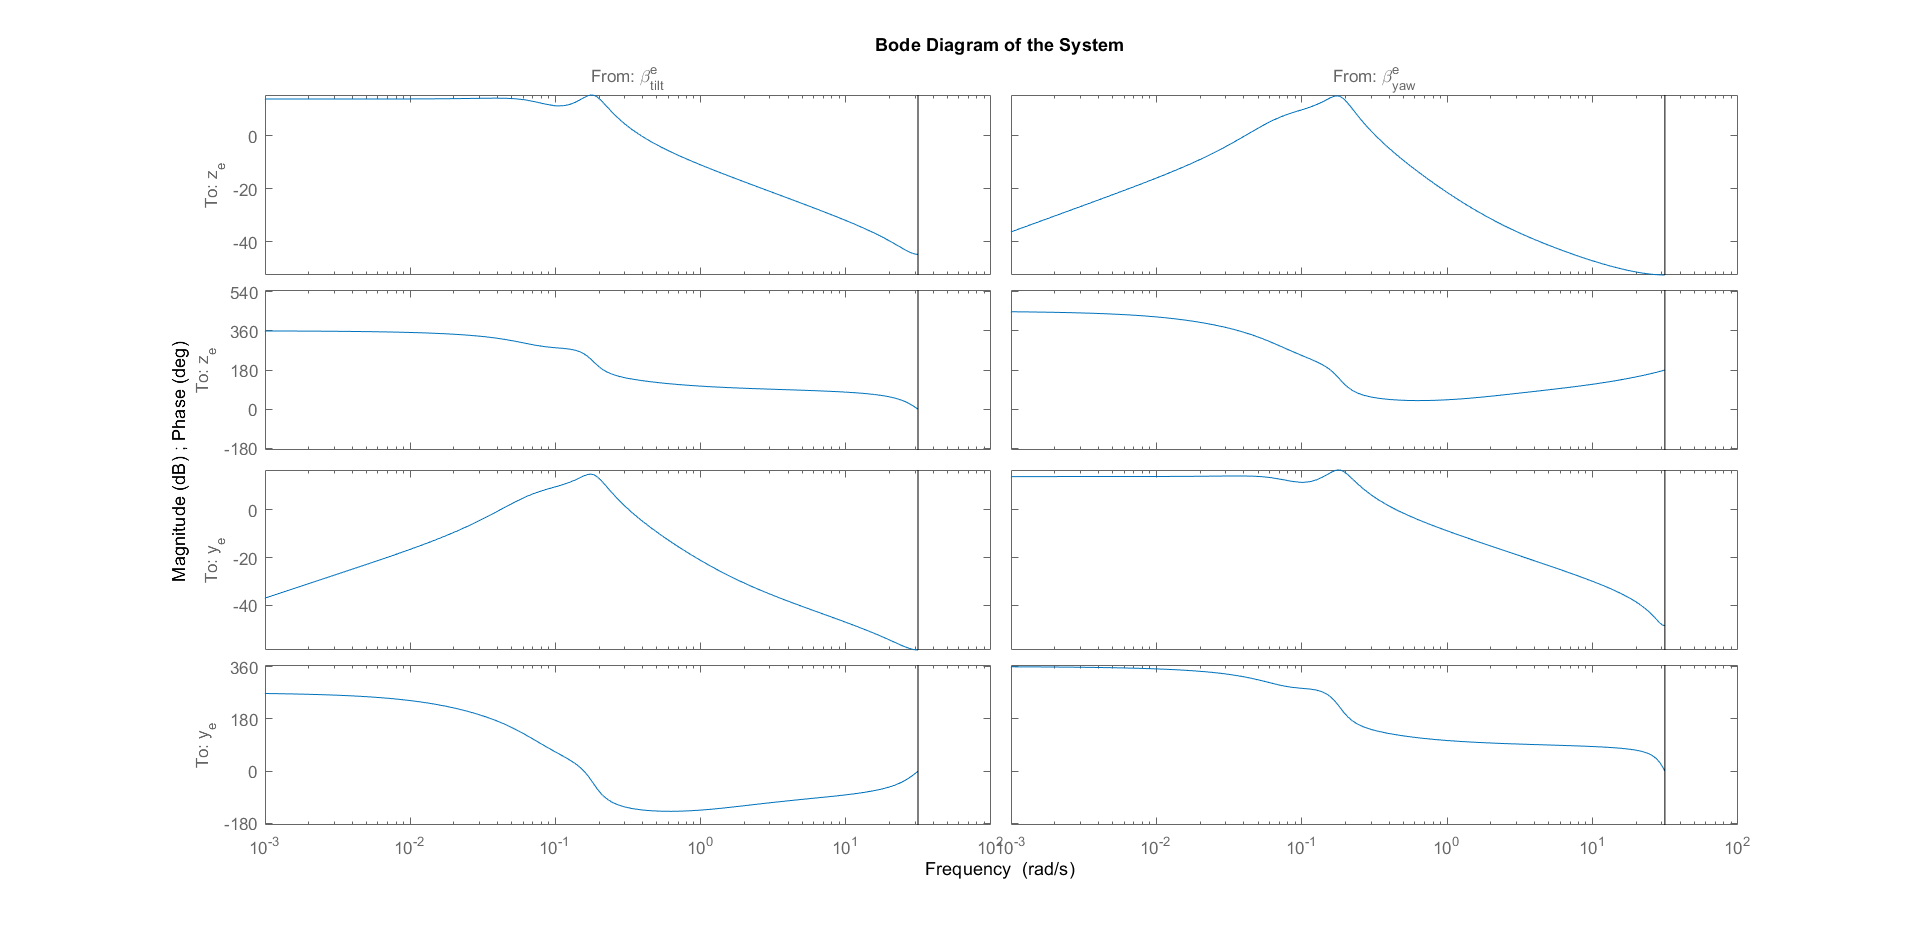 Bode Diagram of the System
From: β^e_tilt
From: β^e_yaw
Magnitude (dB) ; Phase (deg)
To: z_e
0
-20
-40
To: z_e
540
360
180
0
-180
To: y_e
0
-20
-40
To: y_e
360
180
0
-180
10^-3 10^-2 10^-1 10^0 10^1 10^2
10^-3 10^-2 10^-1 10^0 10^1 10^2
Frequency (rad/s)